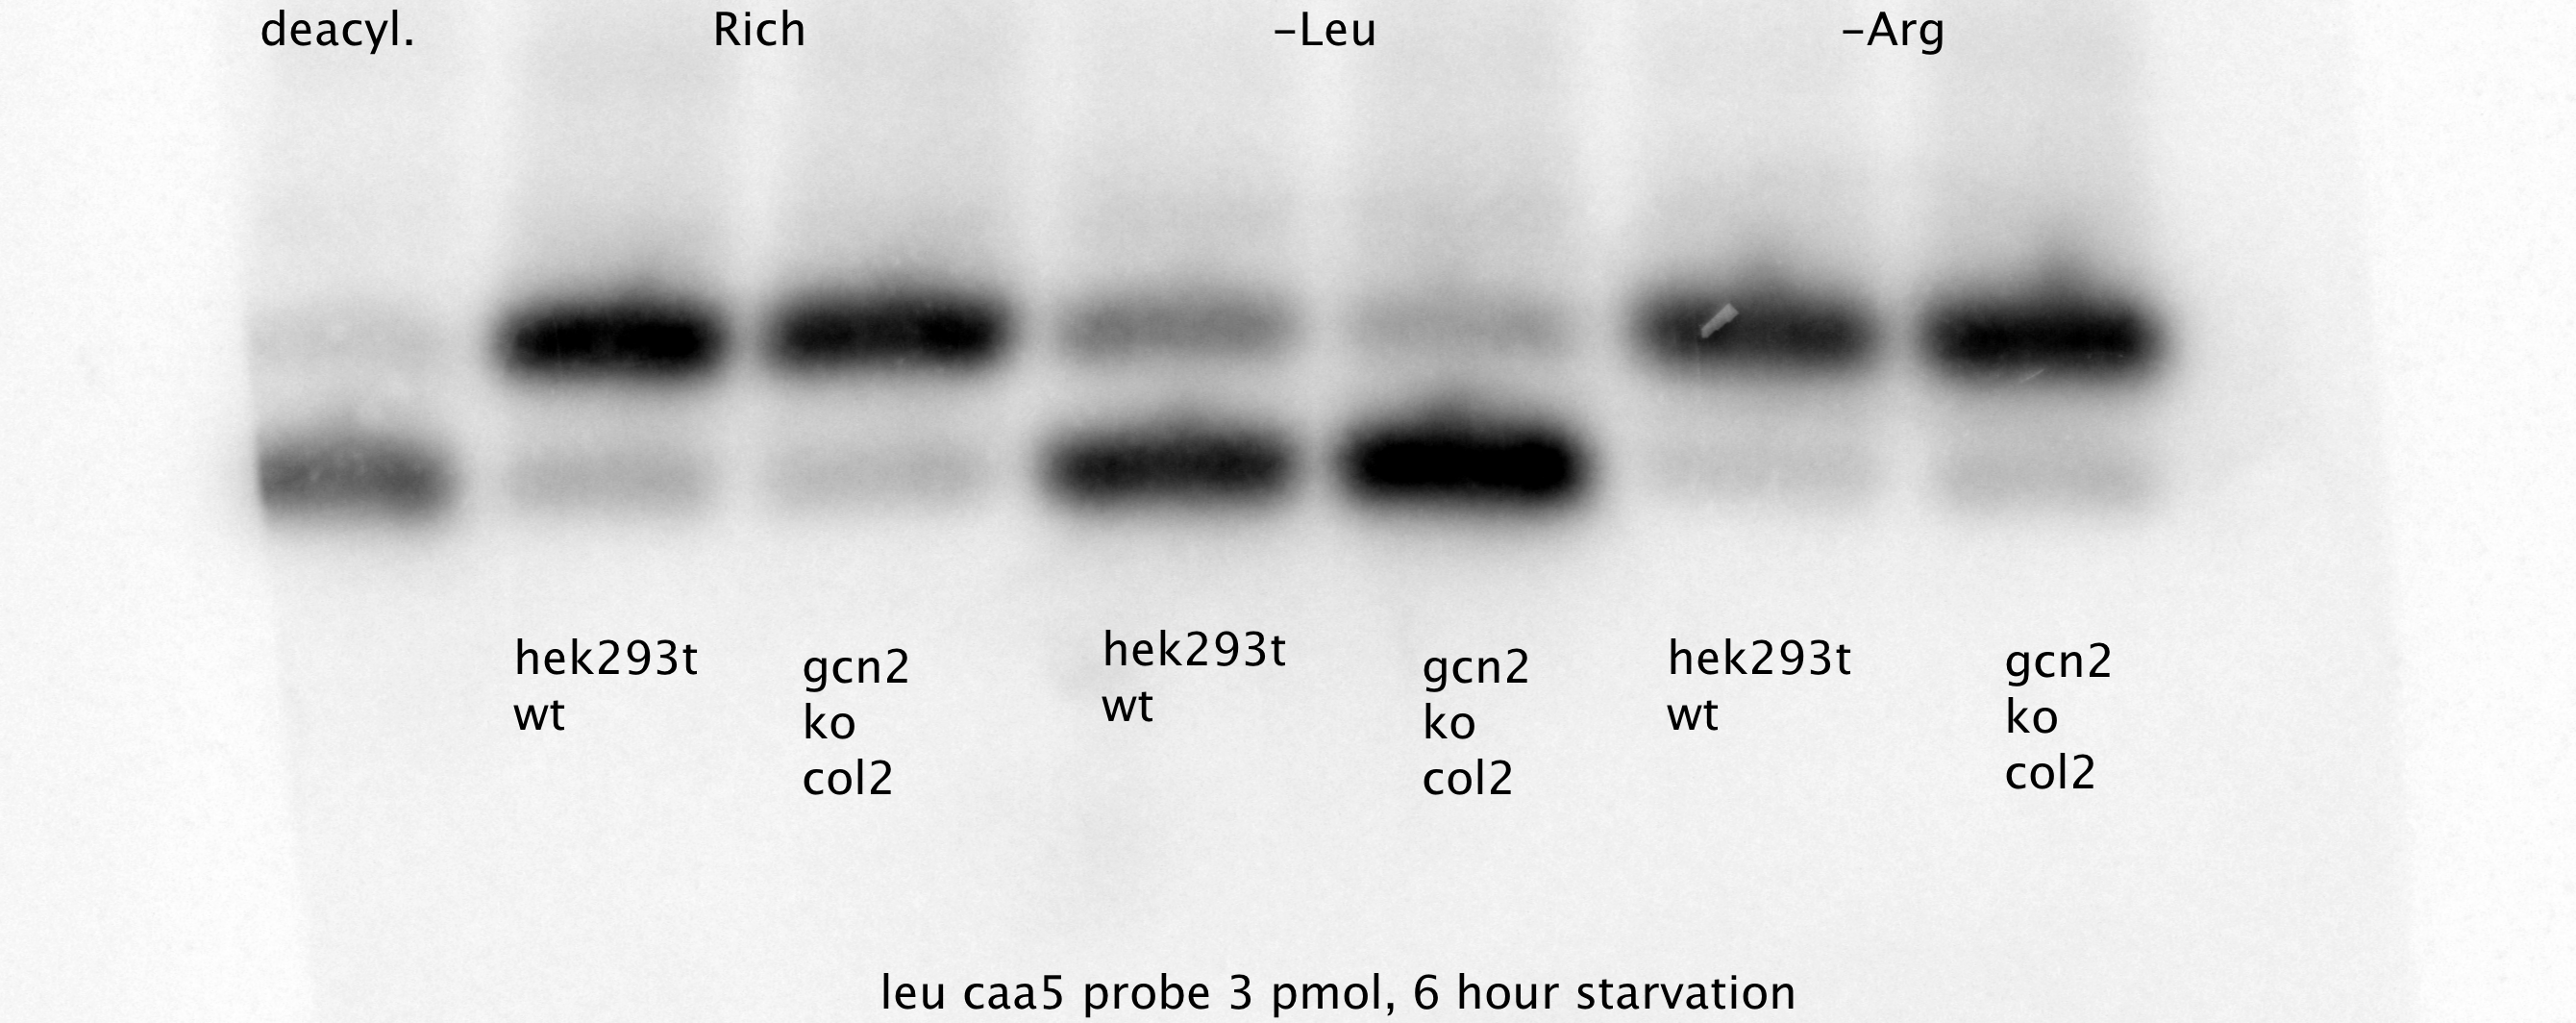 deacyl.
Rich
-Leu
-Arg
hek293t
wt
gcn2
ko
col2
hek293t
wt
gcn2
ko
col2
hek293t
wt
gcn2
ko
col2
leu caa5 probe 3 pmol, 6 hour starvation